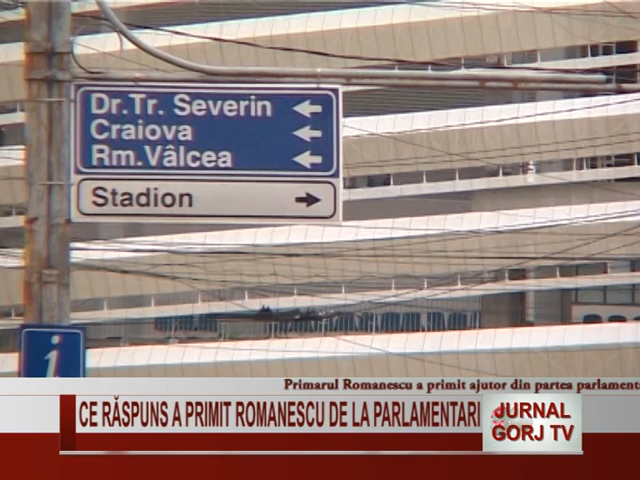 Dr.Tr. Severin
Craiova
Rm.Vâlcea
Stadion
i
Primarul Romanescu a primit ajutor din partea parlamenta
CE RĂSPUNS A PRIMIT ROMANESCU DE LA PARLAMENTARI
JURNAL
GORJ TV